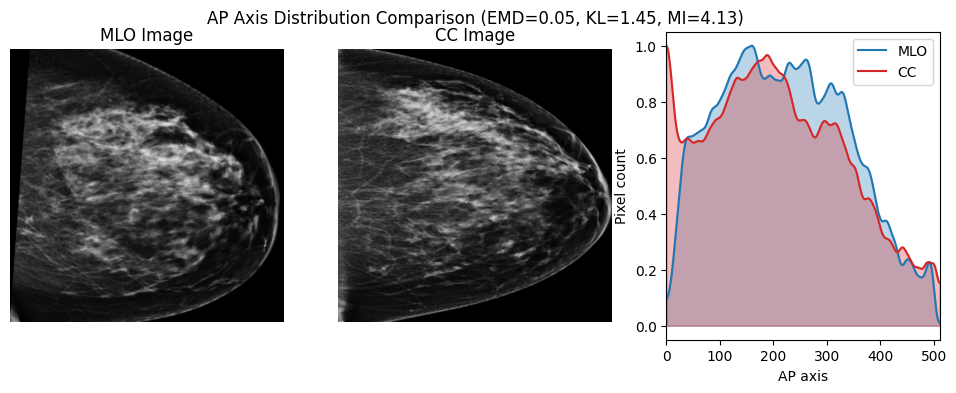 AP Axis Distribution Comparison (EMD=0.05, KL=1.45, MI=4.13)
MLO Image
CC Image
MLO
CC
1.0
0.8
0.6
0.4
0.2
0.0
Pixel count
0 100 200 300 400 500
AP axis